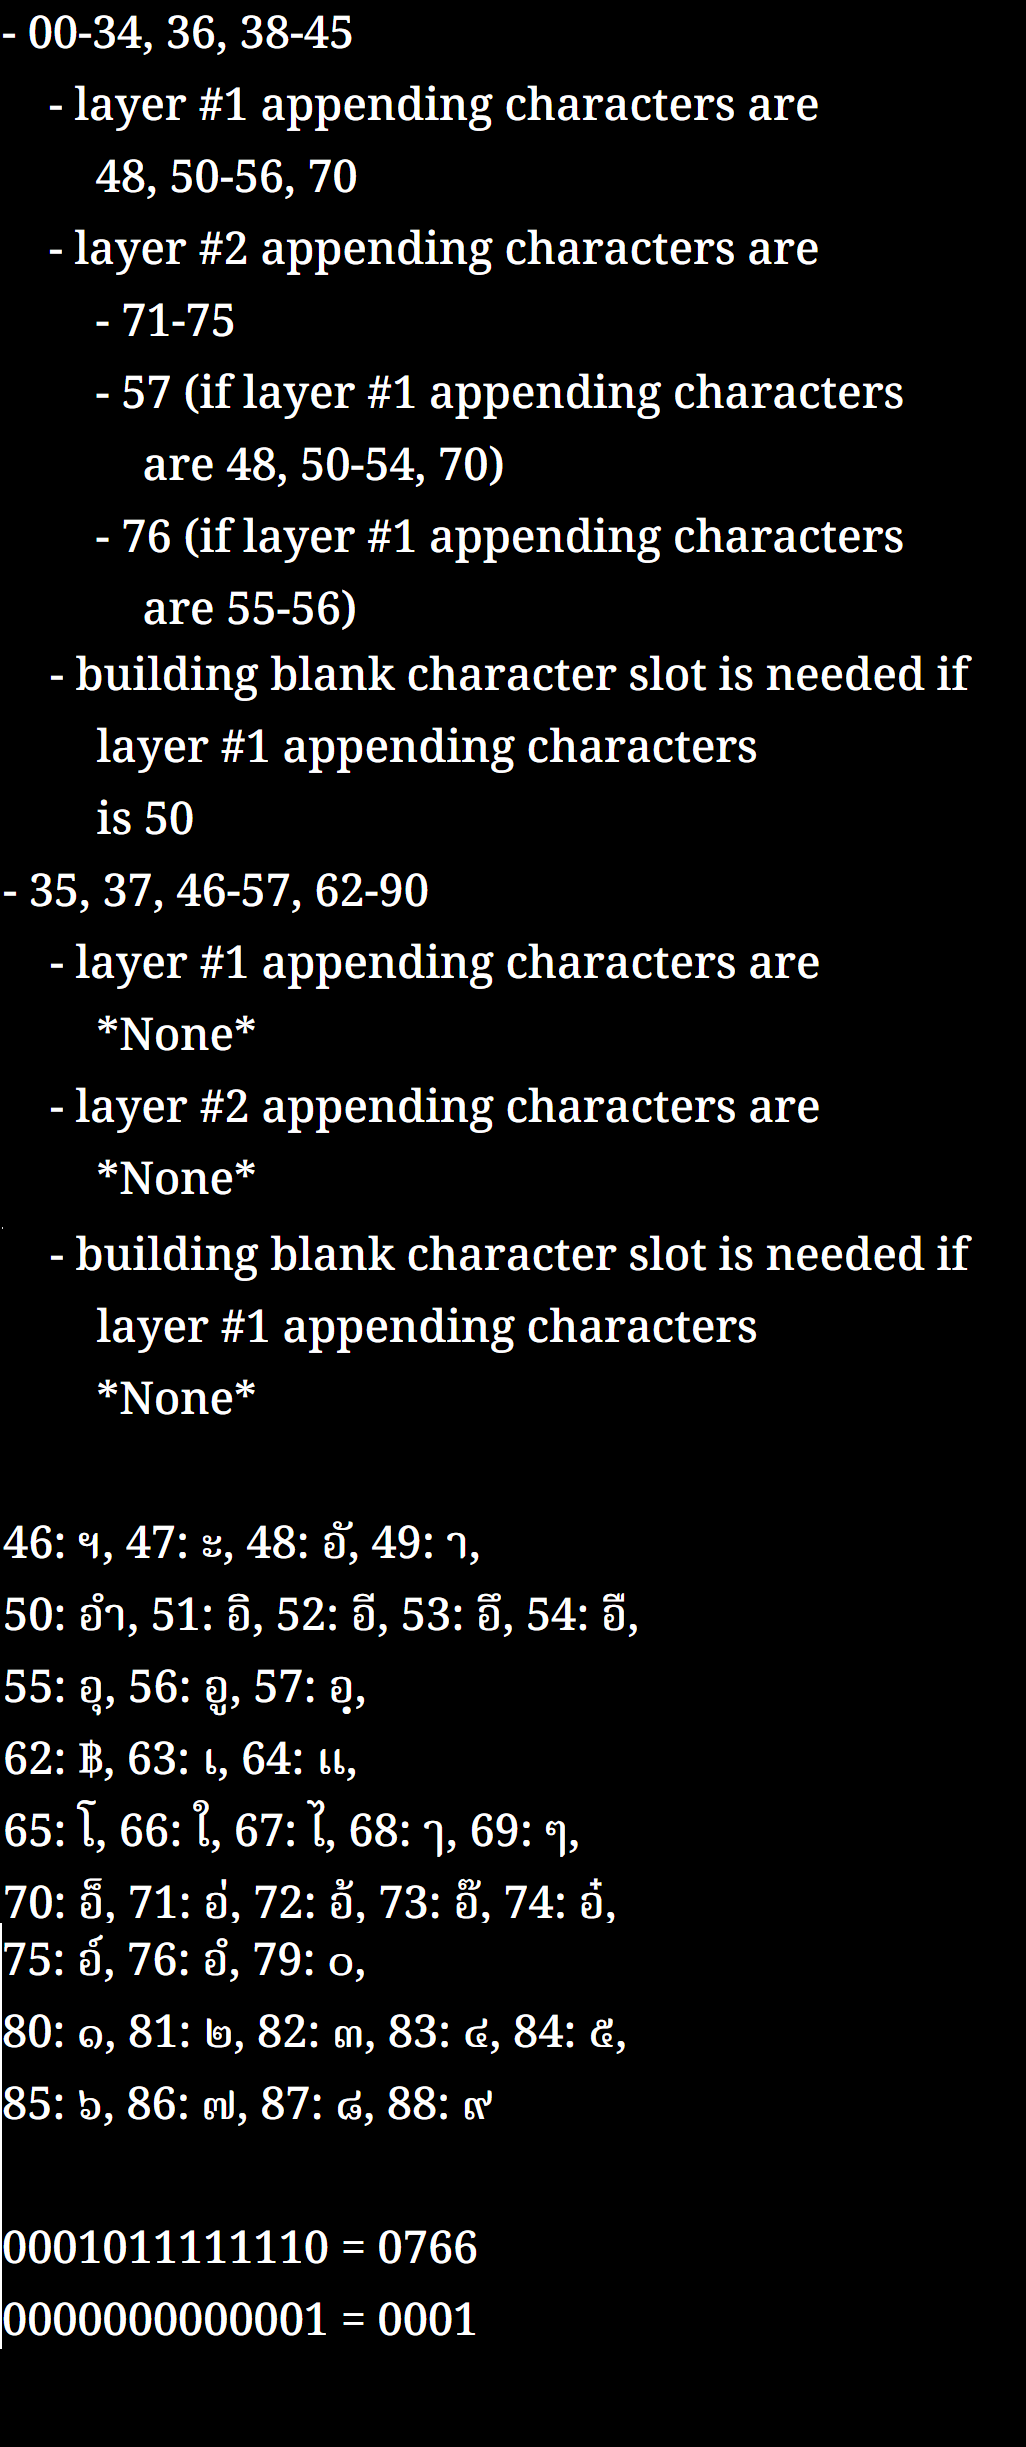 - 00-34, 36, 38-45
- layer #1 appending characters are
48, 50-56, 70
- layer #2 appending characters are
- 71-75
- 57 (if layer #1 appending characters
are 48, 50-54, 70)
- 76 (if layer #1 appending characters
are 55-56)
- building blank character slot is needed if
layer #1 appending characters
is 50
- 35, 37, 46-57, 62-90
- layer #1 appending characters are
*None*
- layer #2 appending characters are
*None*
- building blank character slot is needed if
layer #1 appending characters
*None*
46: ฯ, 47: ะ, 48: อั, 49: า,
50: อำ, 51: อิ, 52: อี, 53: อึ, 54: อื,
55: อุ, 56: อู, 57: อฺ,
62: ฿, 63: เ, 64: แ,
65: โ, 66: ใ, 67: ไ, 68: ๅ, 69: ๆ,
70: อ็, 71: อ่, 72: อ้, 73: อ๊, 74: อ๋,
75: อ์, 76: อํ, 79: ๐,
80: ๑, 81: ๒, 82: ๓, 83: ๔, 84: ๕,
85: ๖, 86: ๗, 87: ๘, 88: ๙
0001011111110 = 0766
0000000000001 = 0001